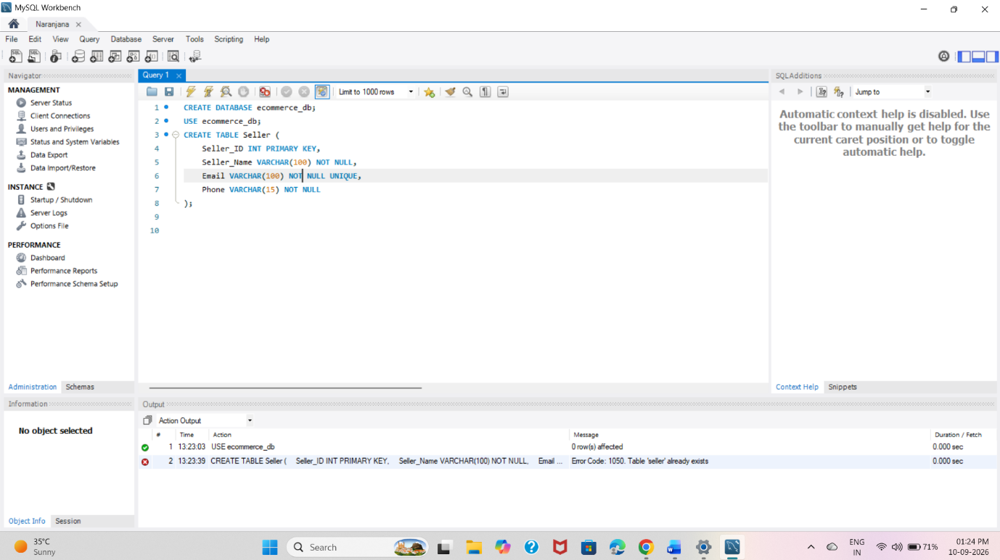 MySQL Workbench
Naranjana
File Edit View Query Database Server Tools Scripting Help
Navigator
MANAGEMENT
Server Status
Client Connections
Users and Privileges
Status and System Variables
Data Export
Data Import/Restore
INSTANCE
Startup / Shutdown
Server Logs
Options File
PERFORMANCE
Dashboard
Performance Reports
Performance Schema Setup
Administration Schemas
Information
No object selected
Object Info Session
Query 1
Limit to 1000 rows
1 CREATE DATABASE ecommerce_db;
2 USE ecommerce_db;
3 CREATE TABLE Seller (
4 Seller_ID INT PRIMARY KEY,
5 Seller_Name VARCHAR(100) NOT NULL,
6 Email VARCHAR(100) NOT NULL UNIQUE,
7 Phone VARCHAR(15) NOT NULL
8 );
9
10
SQLAdditions
Jump to
Automatic context help is disabled. Use
the toolbar to manually get help for the
current caret position or to toggle
automatic help.
Context Help Snippets
Output
Action Output
# Time Action Message Duration / Fetch
1 13:23:03 USE ecommerce_db 0 row(s) affected 0.000 sec
2 13:23:39 CREATE TABLE Seller ( Seller_ID INT PRIMARY KEY, Seller_Name VARCHAR(100) NOT NULL, Email ... Error Code: 1050. Table 'seller' already exists 0.000 sec
35°C
Sunny
Search
ENG
IN
71%
01:24 PM
10-09-2026